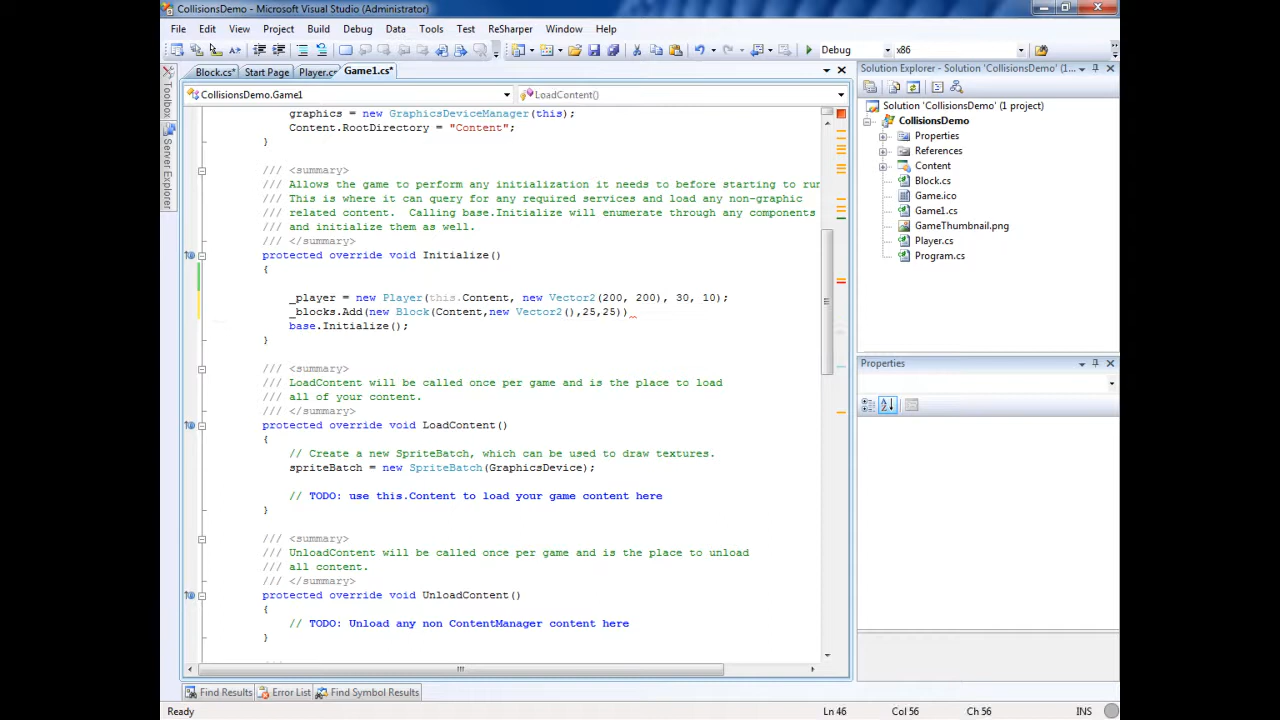 CollisionsDemo - Microsoft Visual Studio (Administrator)
File Edit View Project Build Debug Data Tools Test ReSharper Window Help
Debug x86
Block.cs* Start Page Player.c Game1.cs*
CollisionsDemo.Game1 LoadContent()
graphics = new GraphicsDeviceManager(this);
Content.RootDirectory = "Content";
}
/// <summary>
/// Allows the game to perform any initialization it needs to before starting to run
/// This is where it can query for any required services and load any non-graphic
/// related content.  Calling base.Initialize will enumerate through any components
/// and initialize them as well.
/// </summary>
protected override void Initialize()
{
_player = new Player(this.Content, new Vector2(200, 200), 30, 10);
_blocks.Add(new Block(Content,new Vector2(),25,25))
base.Initialize();
}
/// <summary>
/// LoadContent will be called once per game and is the place to load
/// all of your content.
/// </summary>
protected override void LoadContent()
{
// Create a new SpriteBatch, which can be used to draw textures.
spriteBatch = new SpriteBatch(GraphicsDevice);
// TODO: use this.Content to load your game content here
}
/// <summary>
/// UnloadContent will be called once per game and is the place to unload
/// all content.
/// </summary>
protected override void UnloadContent()
{
// TODO: Unload any non ContentManager content here
}
Toolbox
Server Explorer
Solution Explorer - Solution 'CollisionsDemo' (1...
Solution 'CollisionsDemo' (1 project)
CollisionsDemo
Properties
References
Content
Block.cs
Game.ico
Game1.cs
GameThumbnail.png
Player.cs
Program.cs
Properties
Find Results Error List Find Symbol Results
Ready Ln 46 Col 56 Ch 56 INS